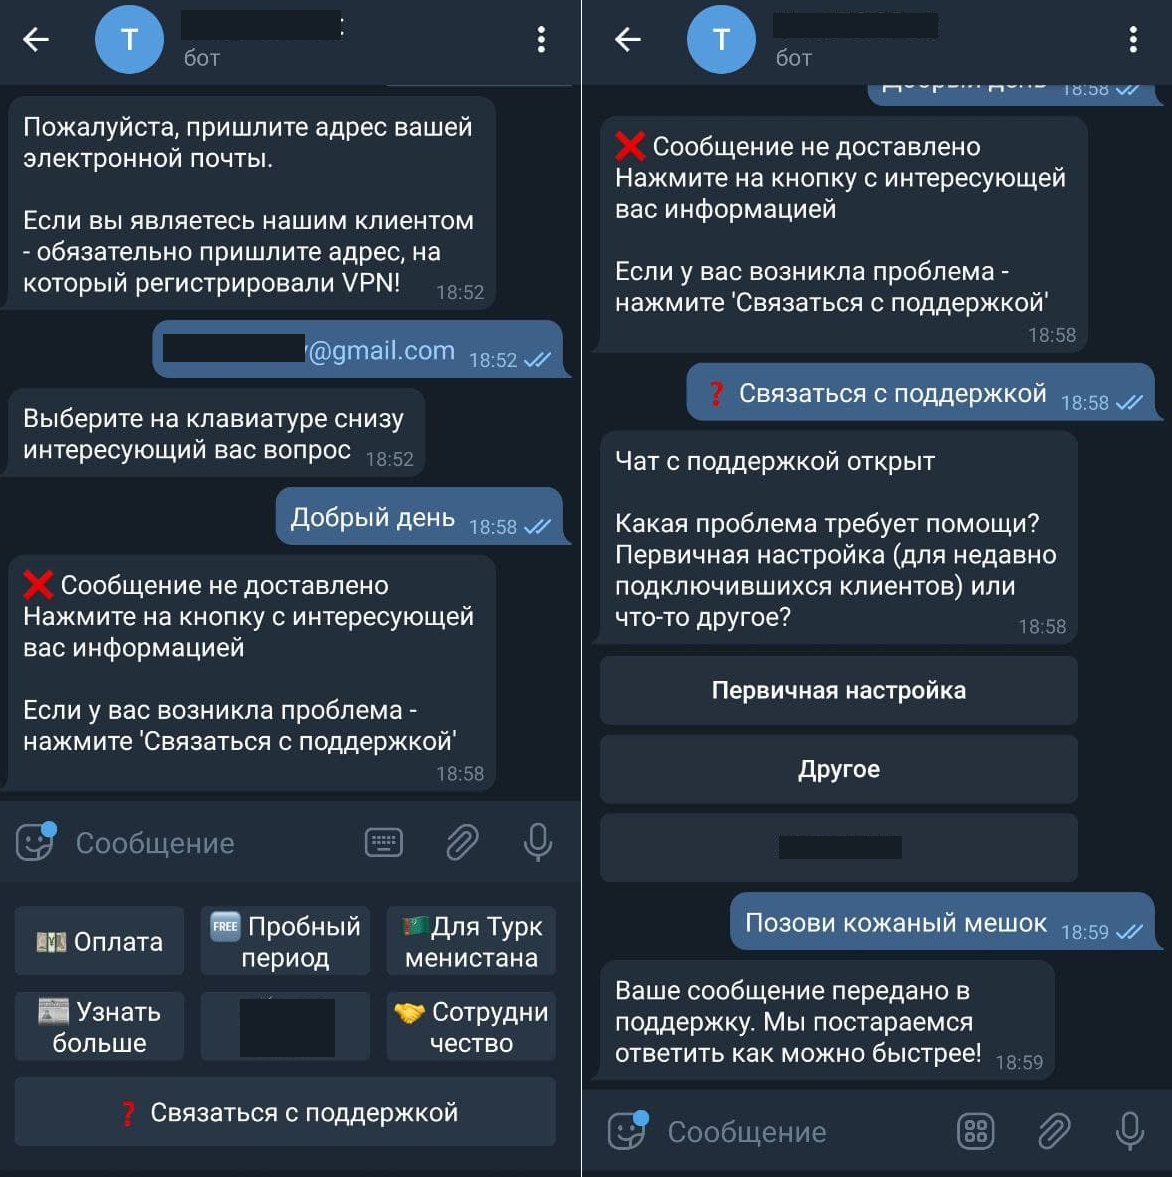 T
бот
Пожалуйста, пришлите адрес вашей
электронной почты.
Если вы являетесь нашим клиентом
- обязательно пришлите адрес, на
который регистрировали VPN!
18:52
@gmail.com 18:52
Выберите на клавиатуре снизу
интересующий вас вопрос 18:52
Добрый день 18:58
❌ Сообщение не доставлено
Нажмите на кнопку с интересующей
вас информацией
Если у вас возникла проблема -
нажмите 'Связаться с поддержкой'
18:58
Сообщение
Оплата
FREE Пробный
период
Для Турк
менистана
Узнать
больше
Сотрудни
чество
❓ Связаться с поддержкой
T
бот
Добрый день 18:58
❌ Сообщение не доставлено
Нажмите на кнопку с интересующей
вас информацией
Если у вас возникла проблема -
нажмите 'Связаться с поддержкой'
18:58
❓ Связаться с поддержкой 18:58
Чат с поддержкой открыт
Какая проблема требует помощи?
Первичная настройка (для недавно
подключившихся клиентов) или
что-то другое?
18:58
Первичная настройка
Другое
Позови кожаный мешок 18:59
Ваше сообщение передано в
поддержку. Мы постараемся
ответить как можно быстрее! 18:59
Сообщение